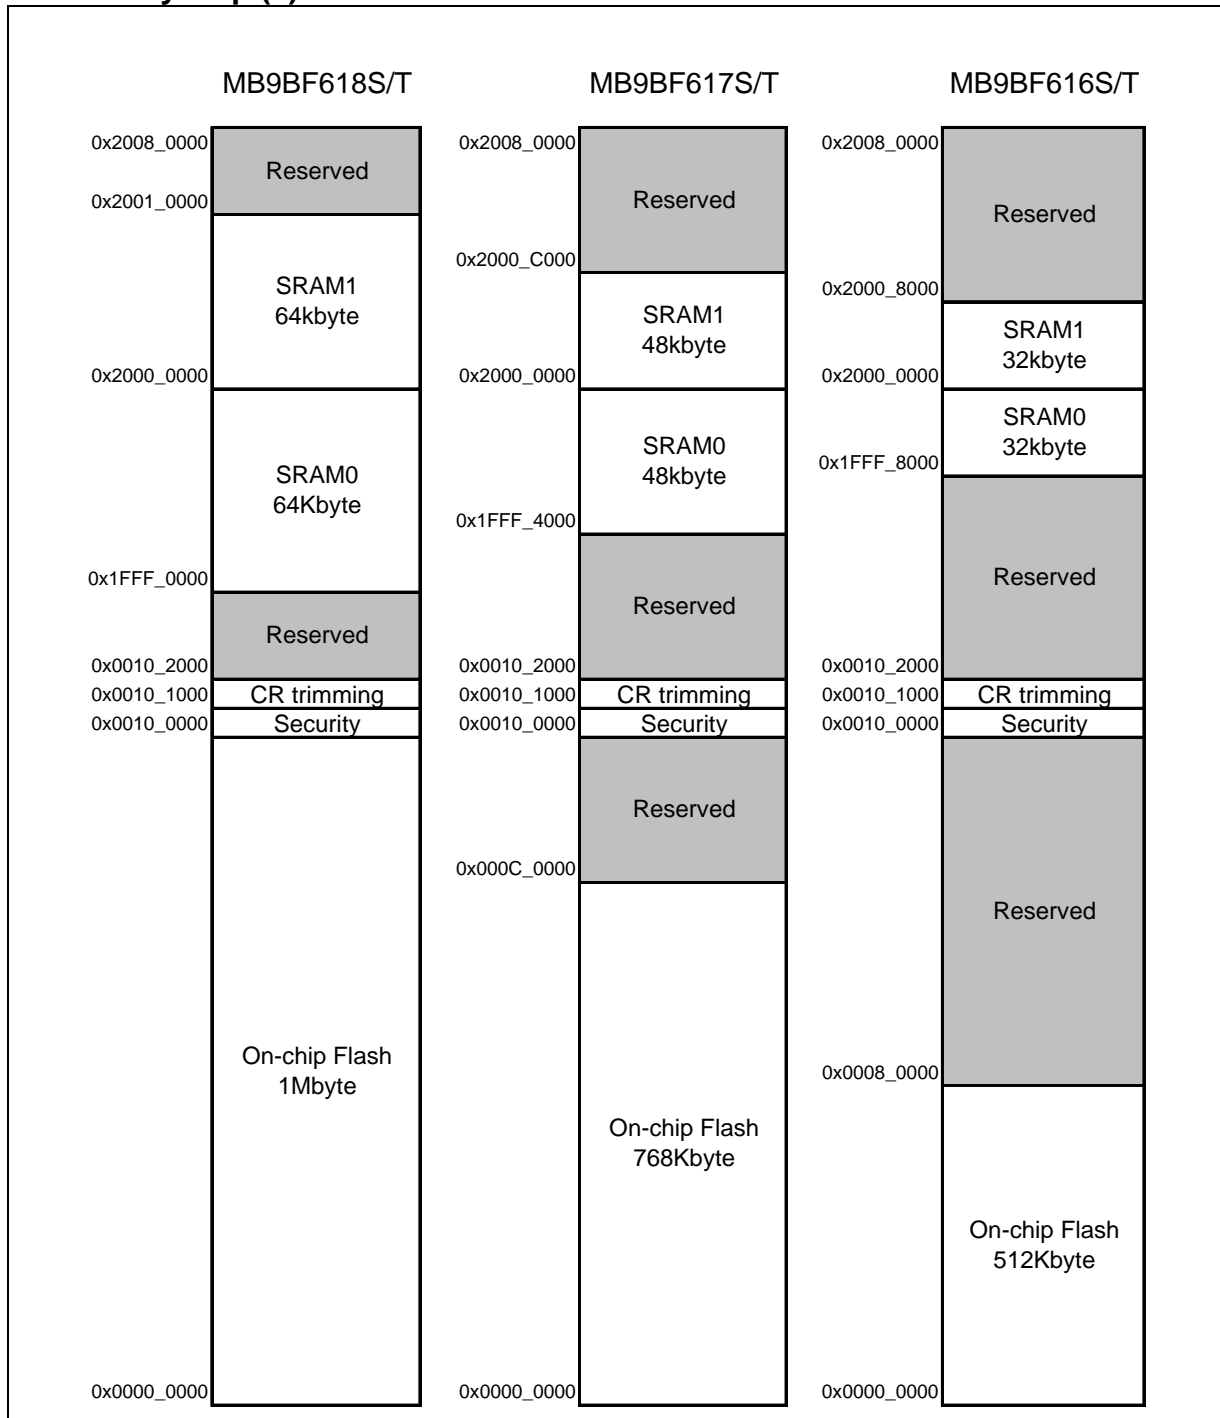 MB9BF618S/T
MB9BF617S/T
MB9BF616S/T
0x2008_0000
Reserved
0x2001_0000
SRAM1
64kbyte
0x2000_0000
SRAM0
64Kbyte
0x1FFF_0000
Reserved
0x0010_2000
0x0010_1000
CR trimming
0x0010_0000
Security
On-chip Flash
1Mbyte
0x0000_0000
0x2008_0000
Reserved
0x2000_C000
SRAM1
48kbyte
0x2000_0000
SRAM0
48kbyte
0x1FFF_4000
Reserved
0x0010_2000
0x0010_1000
CR trimming
0x0010_0000
Security
Reserved
0x000C_0000
On-chip Flash
768Kbyte
0x0000_0000
0x2008_0000
Reserved
0x2000_8000
SRAM1
32kbyte
0x2000_0000
SRAM0
32kbyte
0x1FFF_8000
Reserved
0x0010_2000
0x0010_1000
CR trimming
0x0010_0000
Security
Reserved
0x0008_0000
On-chip Flash
512Kbyte
0x0000_0000